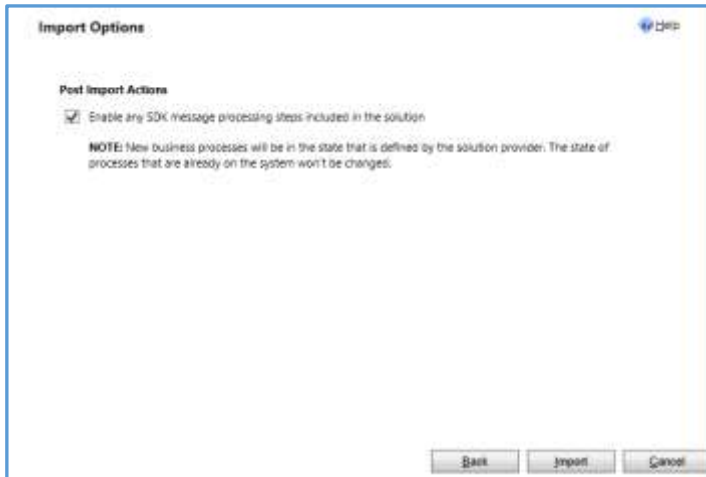 Import Options
Help
Post Import Actions
Enable any SDK message processing steps included in the solution
NOTE: New business processes will be in the state that is defined by the solution provider. The state of
processes that are already on the system won't be changed.
Back
Import
Cancel